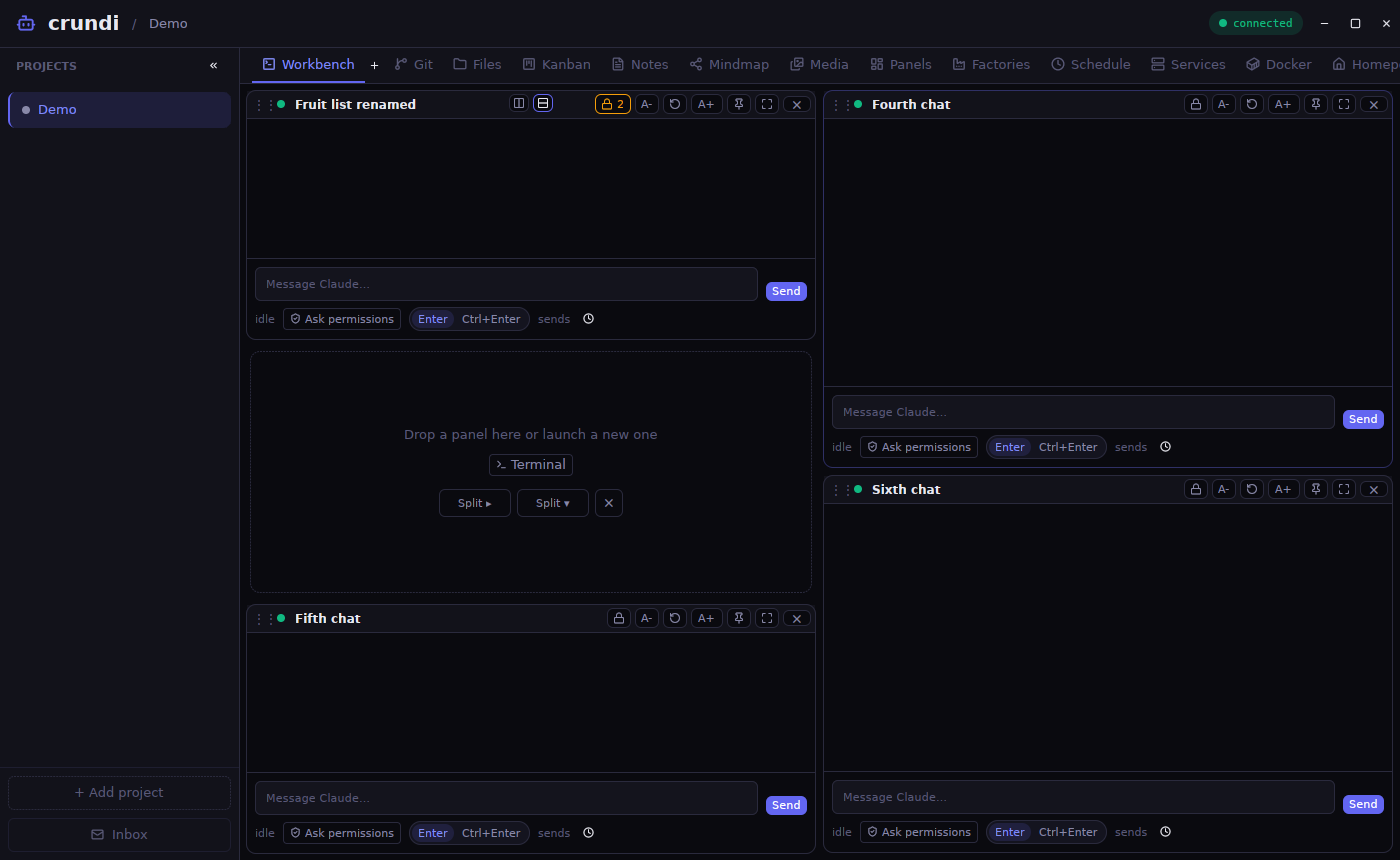 crundi / Demo
connected
PROJECTS «
Demo
+ Add project
Inbox
Workbench + Git Files Kanban Notes Mindmap Media Panels Factories Schedule Services Docker Homep
Fruit list renamed 2 A- A+
Message Claude...
Send
idle Ask permissions Enter Ctrl+Enter sends
Drop a panel here or launch a new one
Terminal
Split ▸ Split ▾ ×
Fifth chat A- A+
Message Claude...
Send
idle Ask permissions Enter Ctrl+Enter sends
Fourth chat A- A+
Message Claude...
Send
idle Ask permissions Enter Ctrl+Enter sends
Sixth chat A- A+
Message Claude...
Send
idle Ask permissions Enter Ctrl+Enter sends